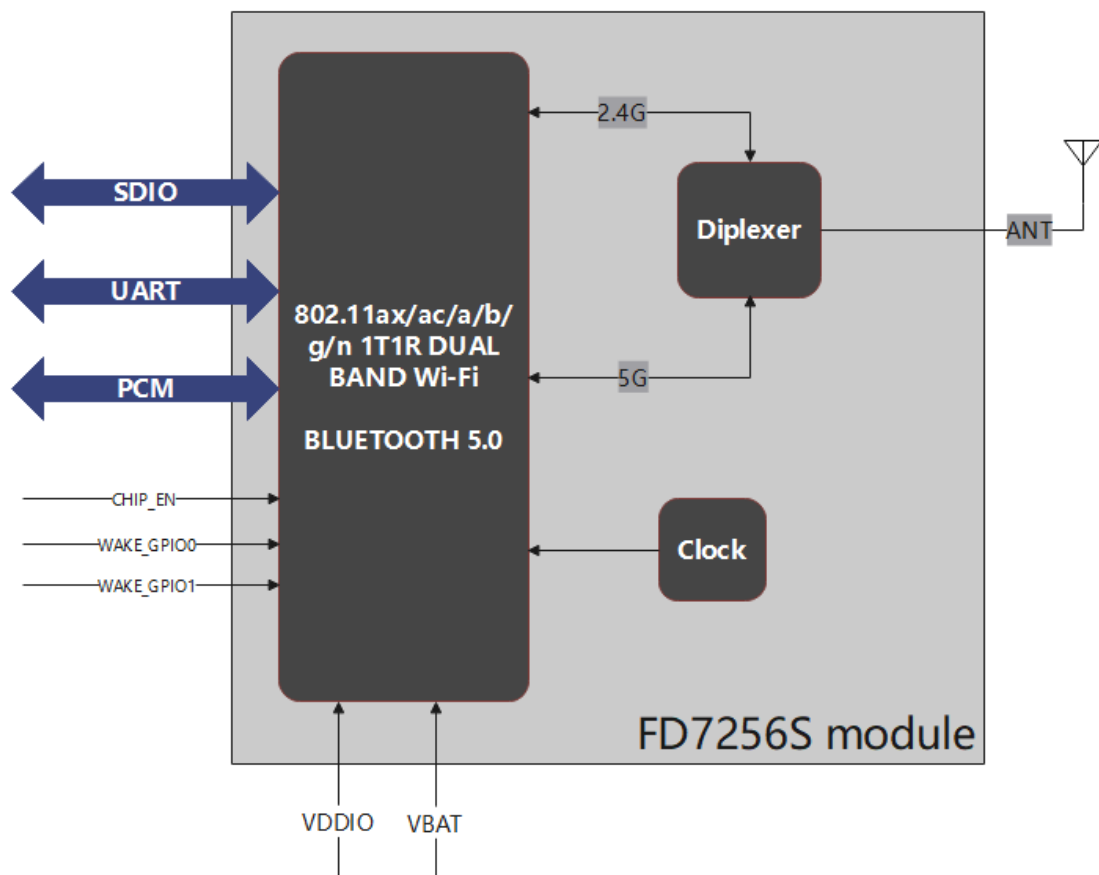 2.4G
SDIO
Diplexer
ANT
UART
802.11ax/ac/a/b/
g/n 1T1R DUAL
BAND Wi-Fi
5G
PCM
BLUETOOTH 5.0
CHIP_EN
WAKE_GPIO0
Clock
WAKE_GPIO1
FD7256S module
VDDIO
VBAT